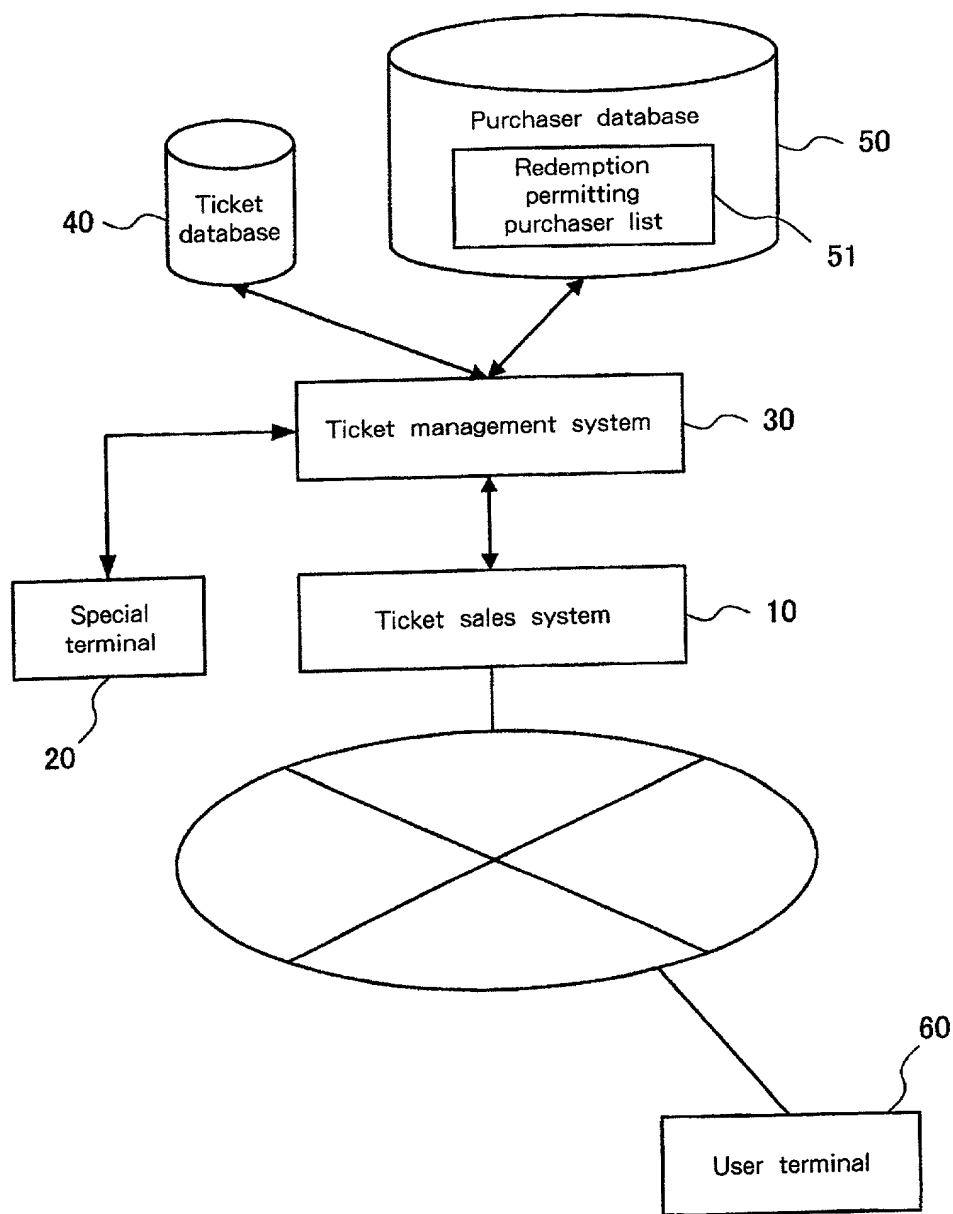 Purchaser database
50
Redemption
permitting
purchaser list
51
Ticket
database
40
Ticket management system
30
Special
terminal
20
Ticket sales system
10
60
User terminal